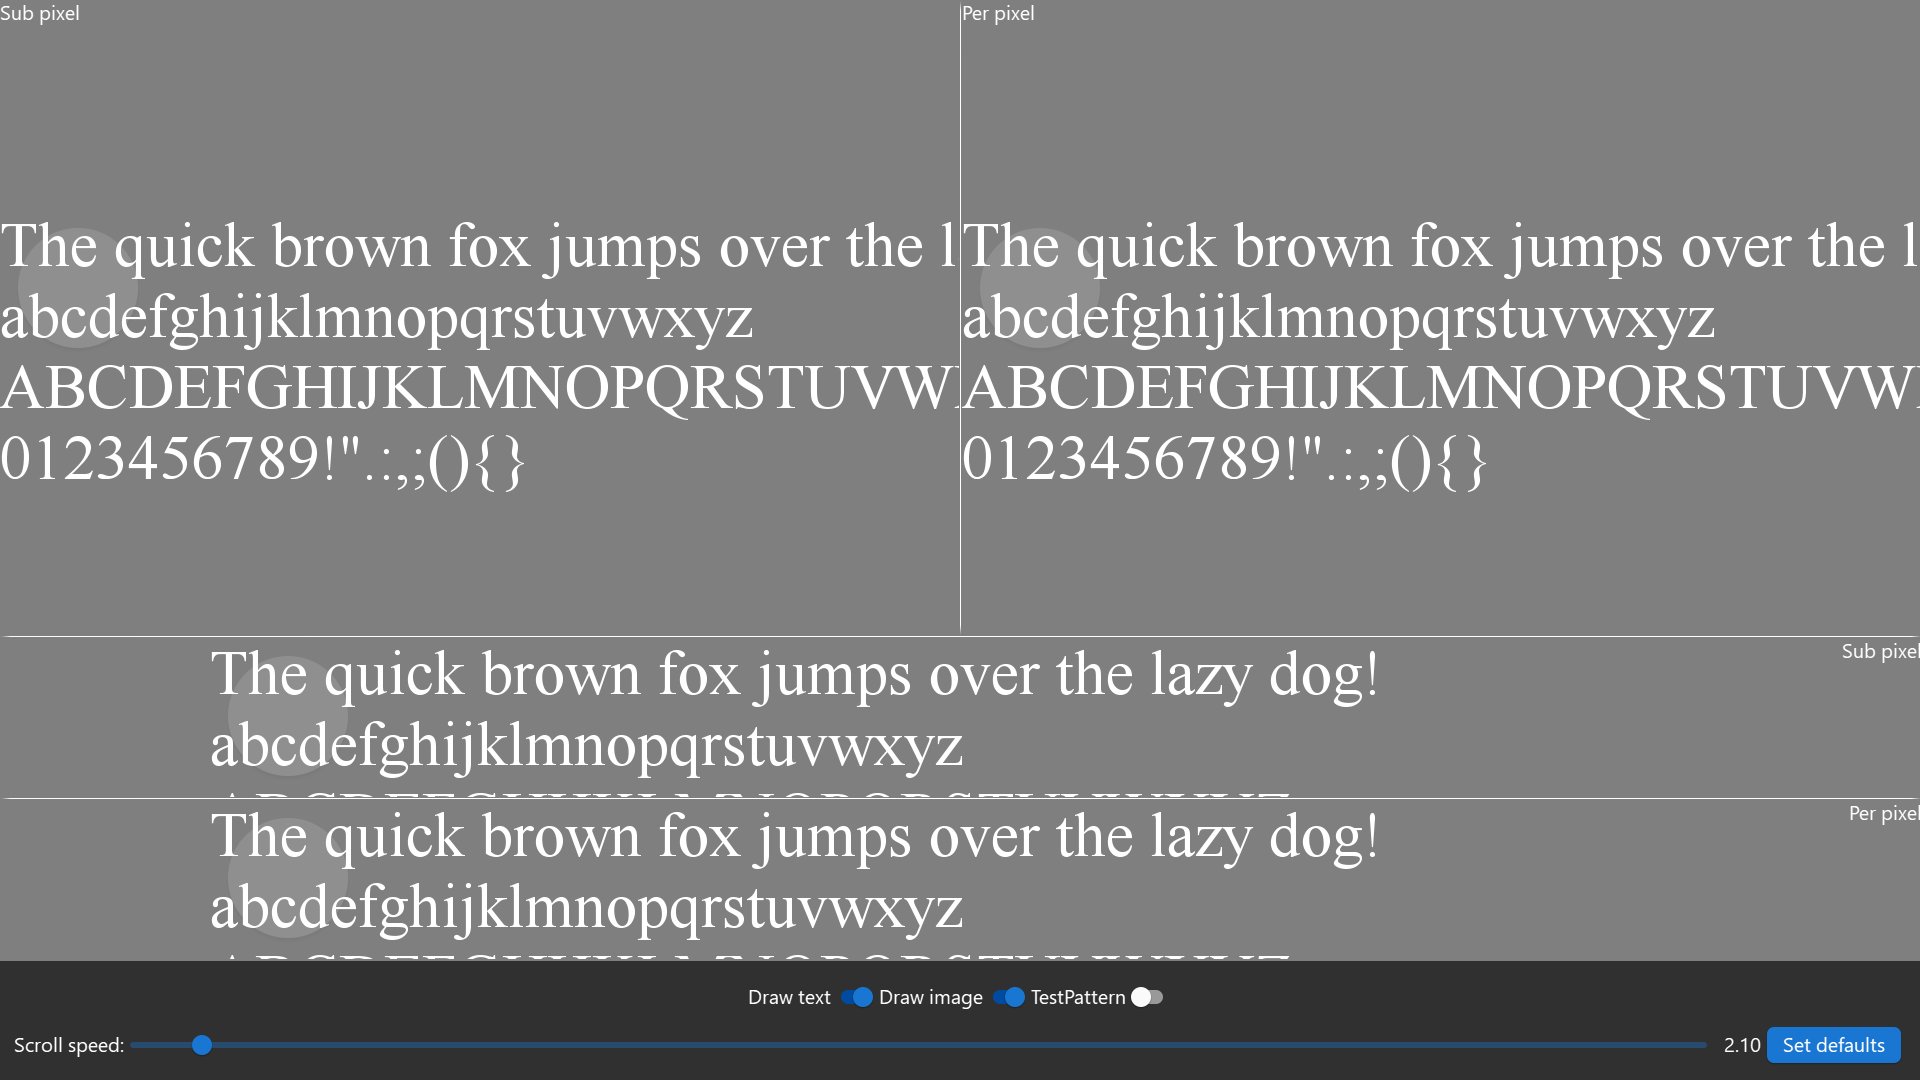 Sub pixel
The quick brown fox jumps over the l
abcdefghijklmnopqrstuvwxyz
ABCDEFGHIJKLMNOPQRSTUVW
0123456789!".:,;(){}
Per pixel
The quick brown fox jumps over the l
abcdefghijklmnopqrstuvwxyz
ABCDEFGHIJKLMNOPQRSTUVW
0123456789!".:,;(){}
Sub pixel
The quick brown fox jumps over the lazy dog!
abcdefghijklmnopqrstuvwxyz
Per pixel
The quick brown fox jumps over the lazy dog!
abcdefghijklmnopqrstuvwxyz
Draw text Draw image TestPattern
Scroll speed: 2.10 Set defaults